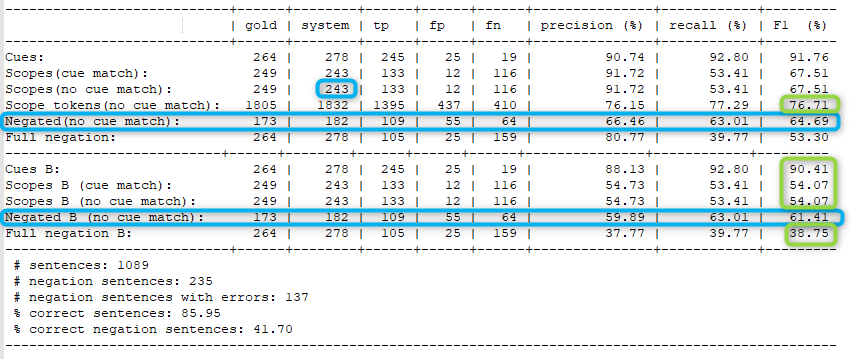 | gold | system | tp | fp | fn | precision (%) | recall (%) | F1 (%)
Cues: 264 | 278 | 245 | 25 | 19 | 90.74 | 92.80 | 91.76
Scopes(cue match): 249 | 243 | 133 | 12 | 116 | 91.72 | 53.41 | 67.51
Scopes(no cue match): 249 | 243 | 133 | 12 | 116 | 91.72 | 53.41 | 67.51
Scope tokens(no cue match): 1805 | 1832 | 1395 | 437 | 410 | 76.15 | 77.29 | 76.71
Negated(no cue match): 173 | 182 | 109 | 55 | 64 | 66.46 | 63.01 | 64.69
Full negation: 264 | 278 | 105 | 25 | 159 | 80.77 | 39.77 | 53.30
Cues B: 264 | 278 | 245 | 25 | 19 | 88.13 | 92.80 | 90.41
Scopes B (cue match): 249 | 243 | 133 | 12 | 116 | 54.73 | 53.41 | 54.07
Scopes B (no cue match): 249 | 243 | 133 | 12 | 116 | 54.73 | 53.41 | 54.07
Negated B (no cue match): 173 | 182 | 109 | 55 | 64 | 59.89 | 63.01 | 61.41
Full negation B: 264 | 278 | 105 | 25 | 159 | 37.77 | 39.77 | 38.75
# sentences: 1089
# negation sentences: 235
# negation sentences with errors: 137
% correct sentences: 85.95
% correct negation sentences: 41.70